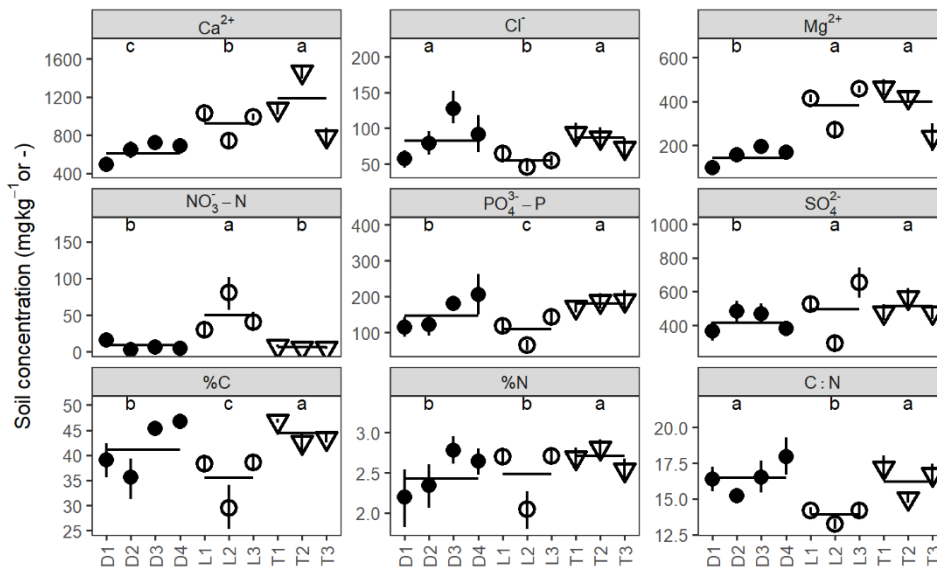 Soil concentration (mgkg⁻¹or -)
Ca²⁺ Cl⁻ Mg²⁺
c b a a b a b a a
1600 1200 800 400
200 150 100 50
600 400 200
NO₃⁻ – N PO₄³⁻ – P SO₄²⁻
b a b b c a b a a
150 100 50 0
400 300 200 100
1000 800 600 400
%C %N C : N
b c a b b a a b a
50 45 40 35 30 25
3.0 2.5 2.0
20.0 17.5 15.0 12.5
D1 D2 D3 D4 L1 L2 L3 T1 T2 T3 D1 D2 D3 D4 L1 L2 L3 T1 T2 T3 D1 D2 D3 D4 L1 L2 L3 T1 T2 T3